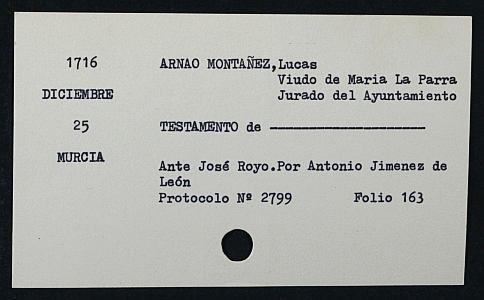 1716 ARNAO MONTAÑEZ,Lucas
Viudo de Maria La Parra
DICIEMBRE Jurado del Ayuntamiento
25 TESTAMENTO de --------------------
MURCIA
Ante José Royo.Por Antonio Jimenez de
León
Protocolo Nº 2799 Folio 163